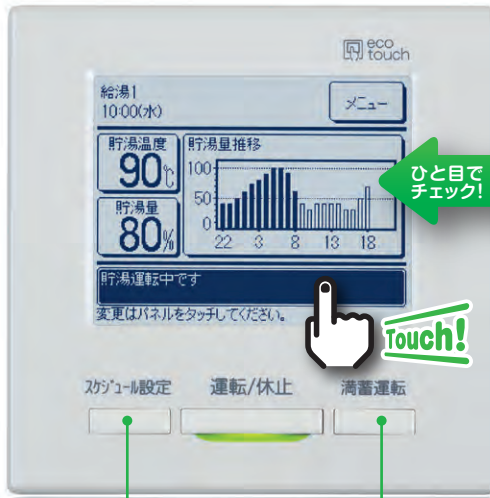 eco
touch
給湯1
10:00(水)
メニュー
貯湯温度
90℃
貯湯量
80%
貯湯量推移
100
50
0
22 3 8 13 18
ひと目で
チェック!
貯湯運転中です
変更はパネルをタッチしてください。
Touch!
スケジュール設定
運転/休止
満蓄運転